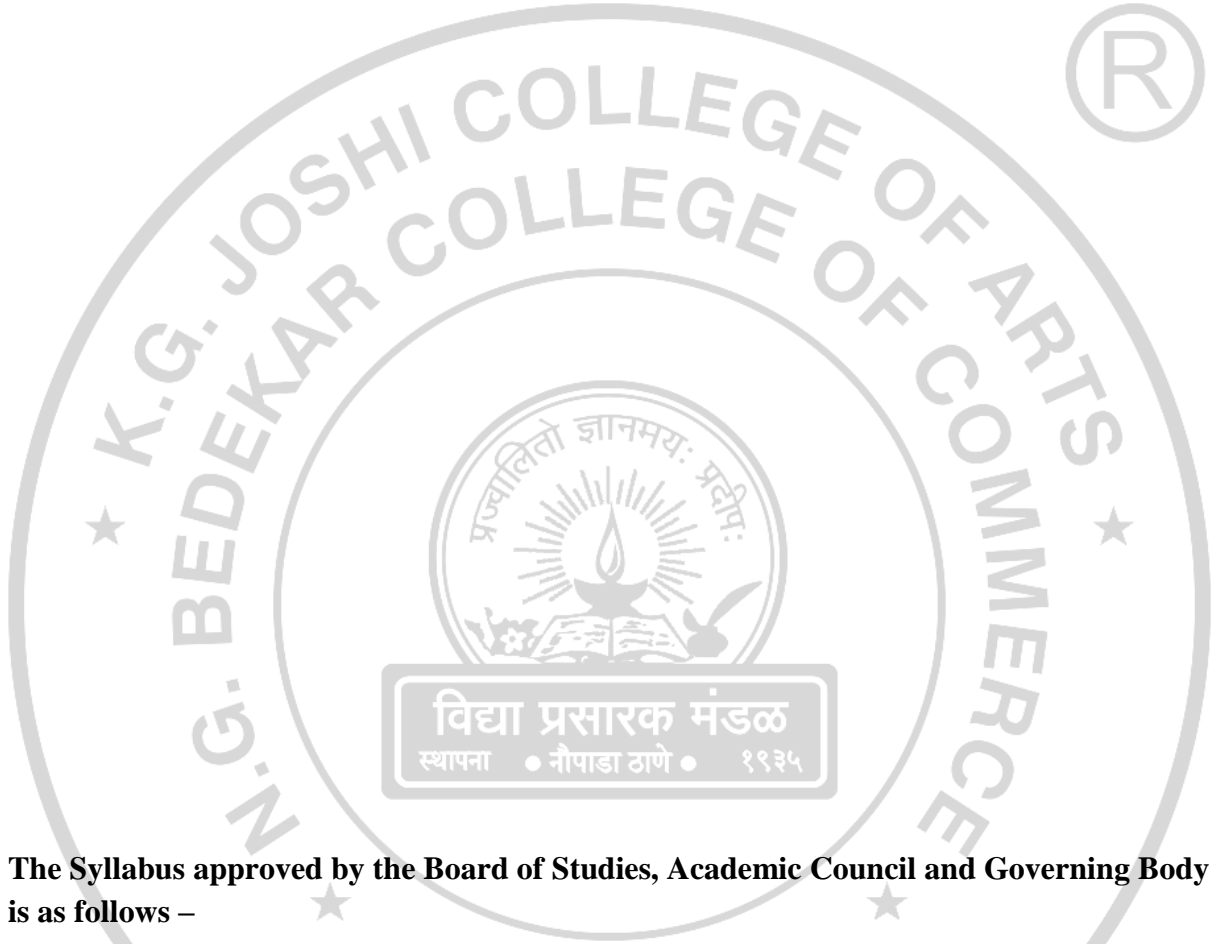 ®
K.G. JOSHI COLLEGE OF ARTS
N.G. BEDEKAR COLLEGE OF COMMERCE
प्रज्वालितो ज्ञानमयः प्रदीपः
विद्या प्रसारक मंडळ
स्थापना ● नौपाडा ठाणे ● १९३५
The Syllabus approved by the Board of Studies, Academic Council and Governing Body
is as follows –